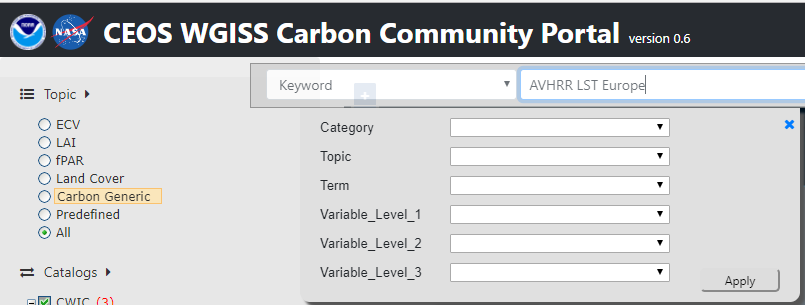 NOAA
NASA
CEOS WGISS Carbon Community Portal version 0.6
Keyword
AVHRR LST Europe
Topic
ECV
LAI
fPAR
Land Cover
Carbon Generic
Predefined
All
Catalogs
CWIC (3)
Category
Topic
Term
Variable_Level_1
Variable_Level_2
Variable_Level_3
Apply